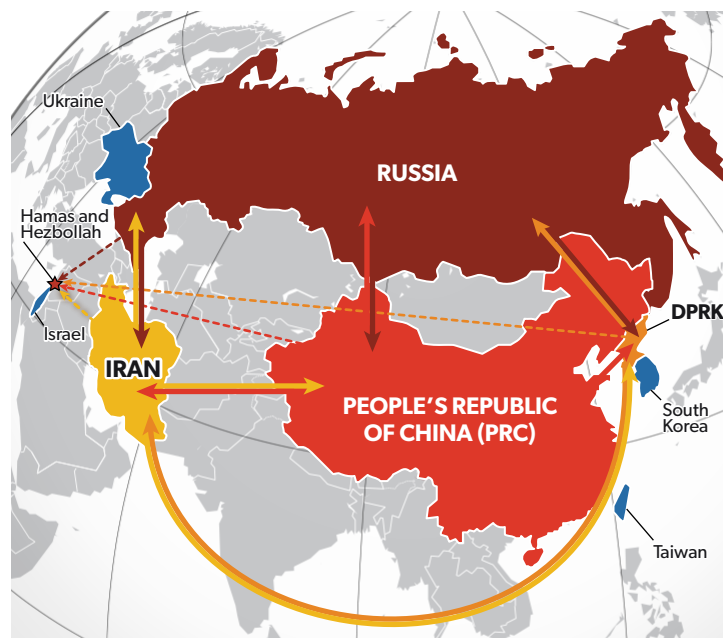 Ukraine
RUSSIA
Hamas and
Hezbollah
DPRK
Israel
IRAN
PEOPLE'S REPUBLIC
OF CHINA (PRC)
South
Korea
Taiwan